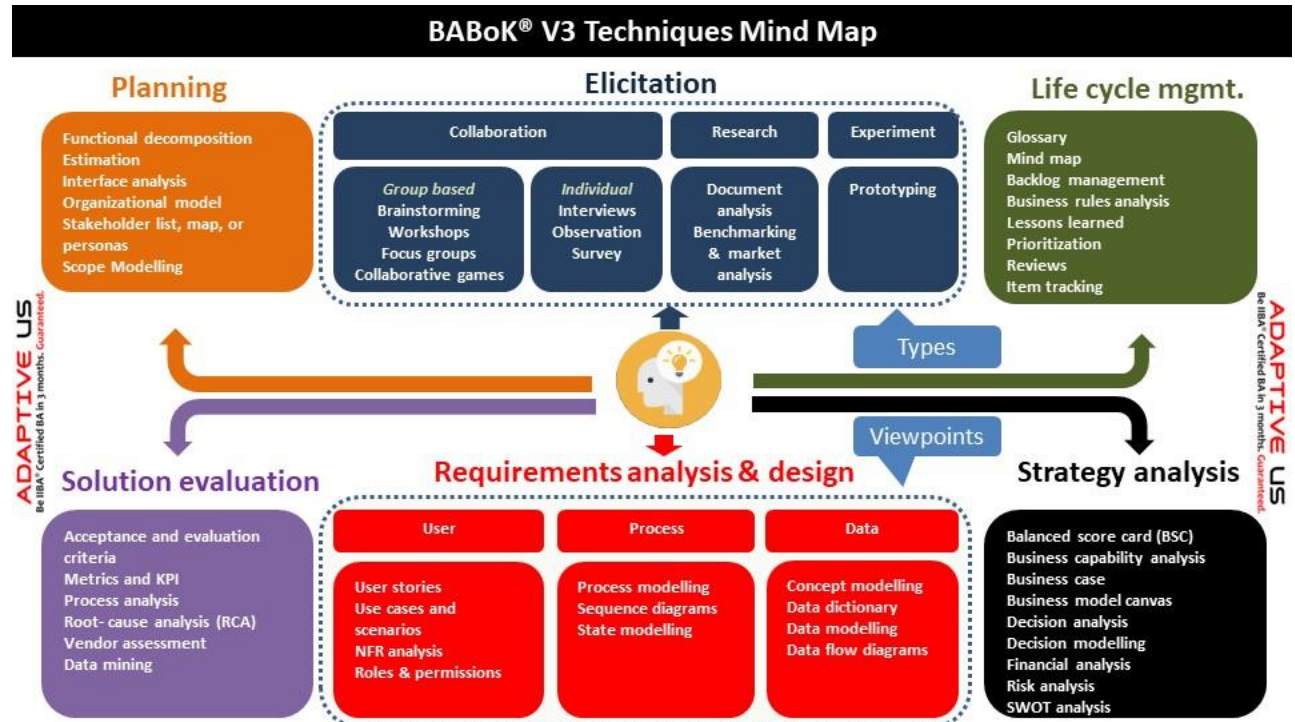 BABoK® V3 Techniques Mind Map
Planning
Functional decomposition
Estimation
Interface analysis
Organizational model
Stakeholder list, map, or
personas
Scope Modelling
Elicitation
Collaboration
Research
Experiment
Group based
Brainstorming
Workshops
Focus groups
Collaborative games
Individual
Interviews
Observation
Survey
Document
analysis
Benchmarking
& market
analysis
Prototyping
Life cycle mgmt.
Glossary
Mind map
Backlog management
Business rules analysis
Lessons learned
Prioritization
Reviews
Item tracking
Types
Viewpoints
ADAPTIVE US
Be IIBA® Certified BA in 3 months. Guaranteed.
ADAPTIVE US
Be IIBA® Certified BA in 3 months. Guaranteed.
Solution evaluation
Acceptance and evaluation
criteria
Metrics and KPI
Process analysis
Root- cause analysis (RCA)
Vendor assessment
Data mining
Requirements analysis & design
User
Process
Data
User stories
Use cases and
scenarios
NFR analysis
Roles & permissions
Process modelling
Sequence diagrams
State modelling
Concept modelling
Data dictionary
Data modelling
Data flow diagrams
Strategy analysis
Balanced score card (BSC)
Business capability analysis
Business case
Business model canvas
Decision analysis
Decision modelling
Financial analysis
Risk analysis
SWOT analysis